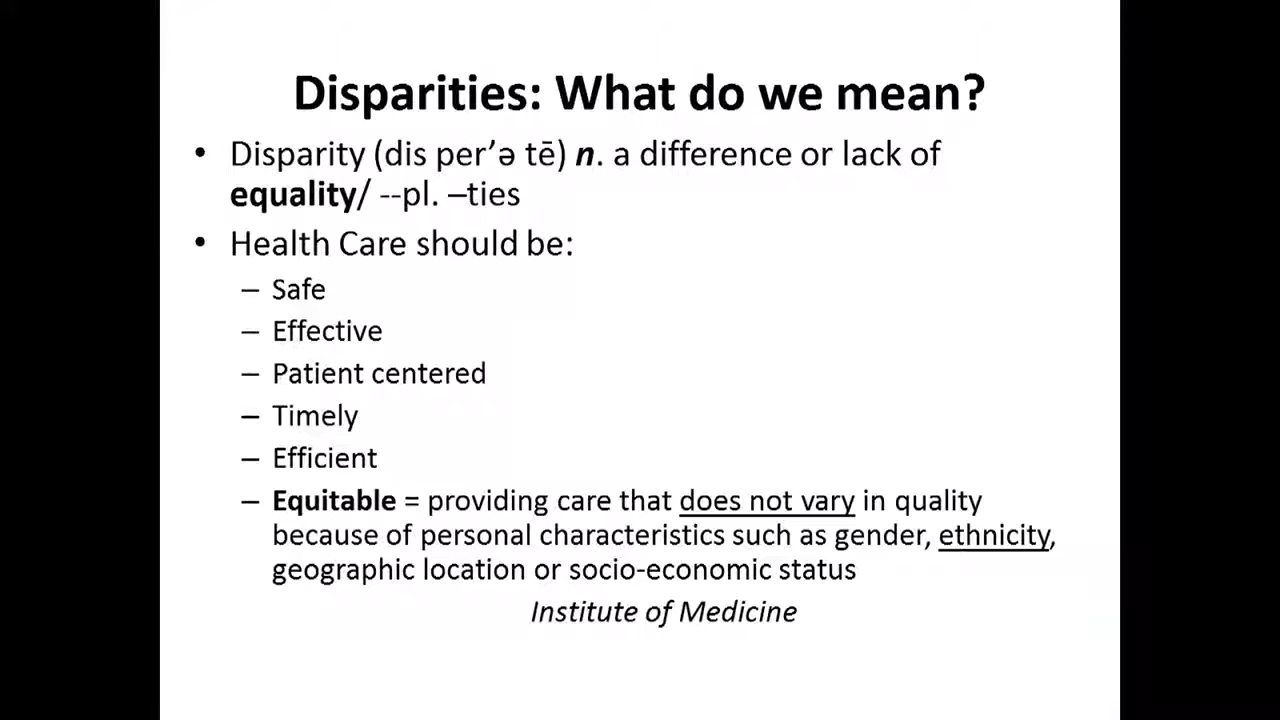 Disparities: What do we mean?
• Disparity (dis per’ə tē) n. a difference or lack of
equality/ --pl. –ties
• Health Care should be:
– Safe
– Effective
– Patient centered
– Timely
– Efficient
– Equitable = providing care that does not vary in quality
because of personal characteristics such as gender, ethnicity,
geographic location or socio-economic status
Institute of Medicine